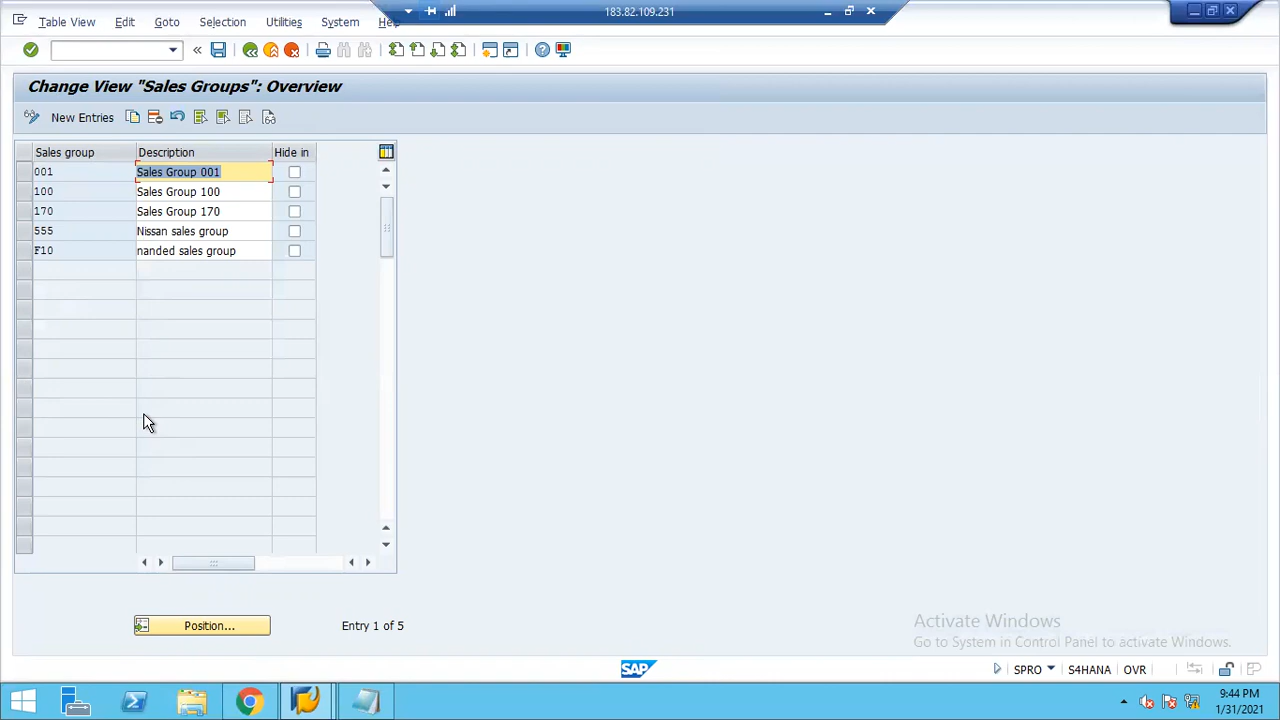 183.82.109.231
Table View Edit Goto Selection Utilities System Help
Change View "Sales Groups": Overview
New Entries
Sales group Description Hide in
001 Sales Group 001
100 Sales Group 100
170 Sales Group 170
555 Nissan sales group
F10 nanded sales group
Position... Entry 1 of 5
Activate Windows
Go to System in Control Panel to activate Windows.
SAP SPRO S4HANA OVR
9:44 PM
1/31/2021